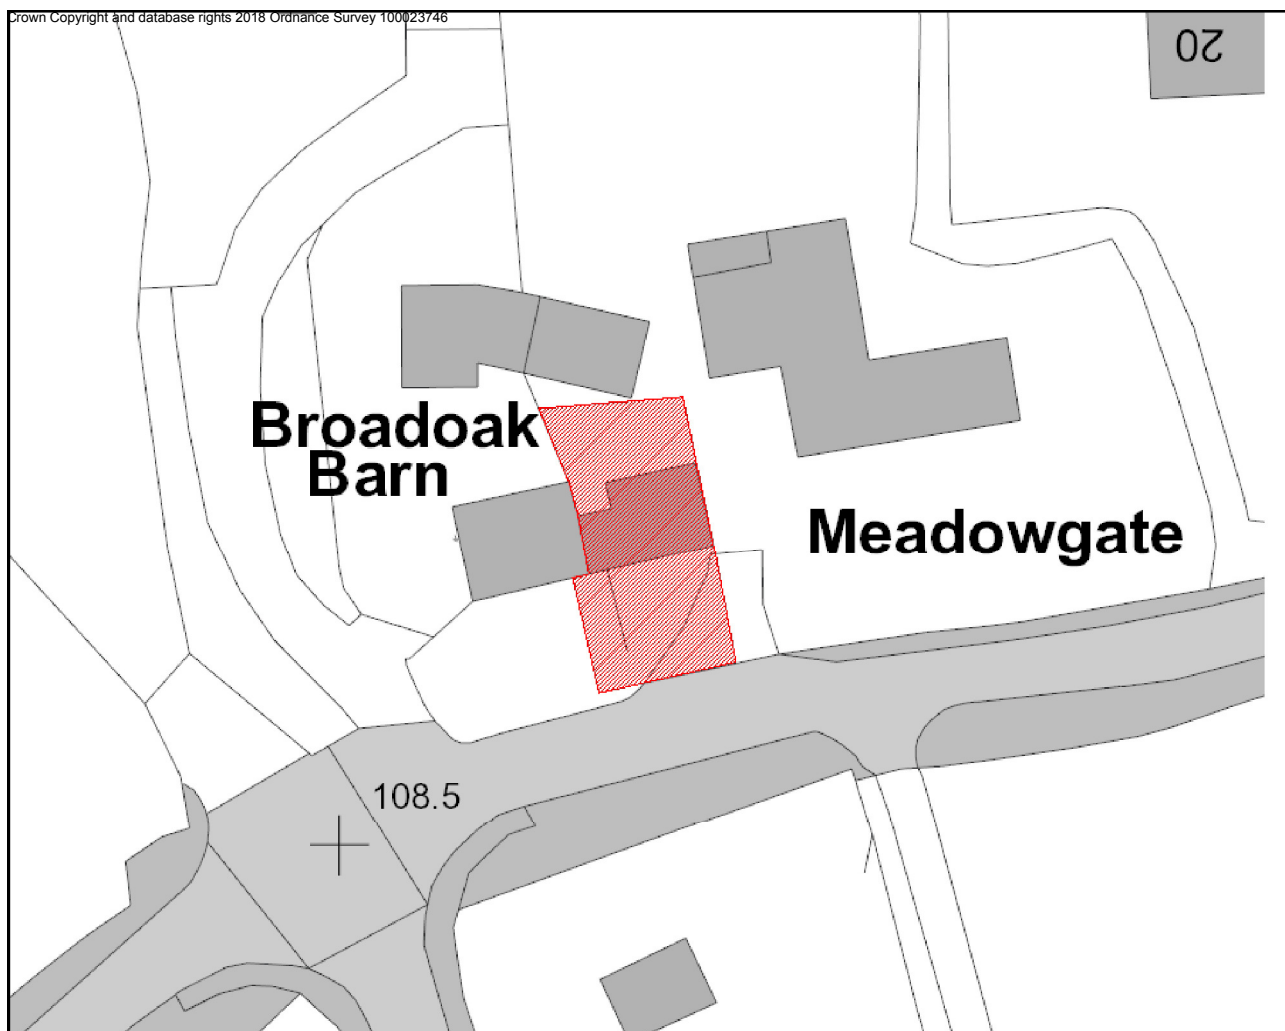 Crown Copyright and database rights 2018 Ordnance Survey 100023746
20
Broadoak
Barn
Meadowgate
108.5